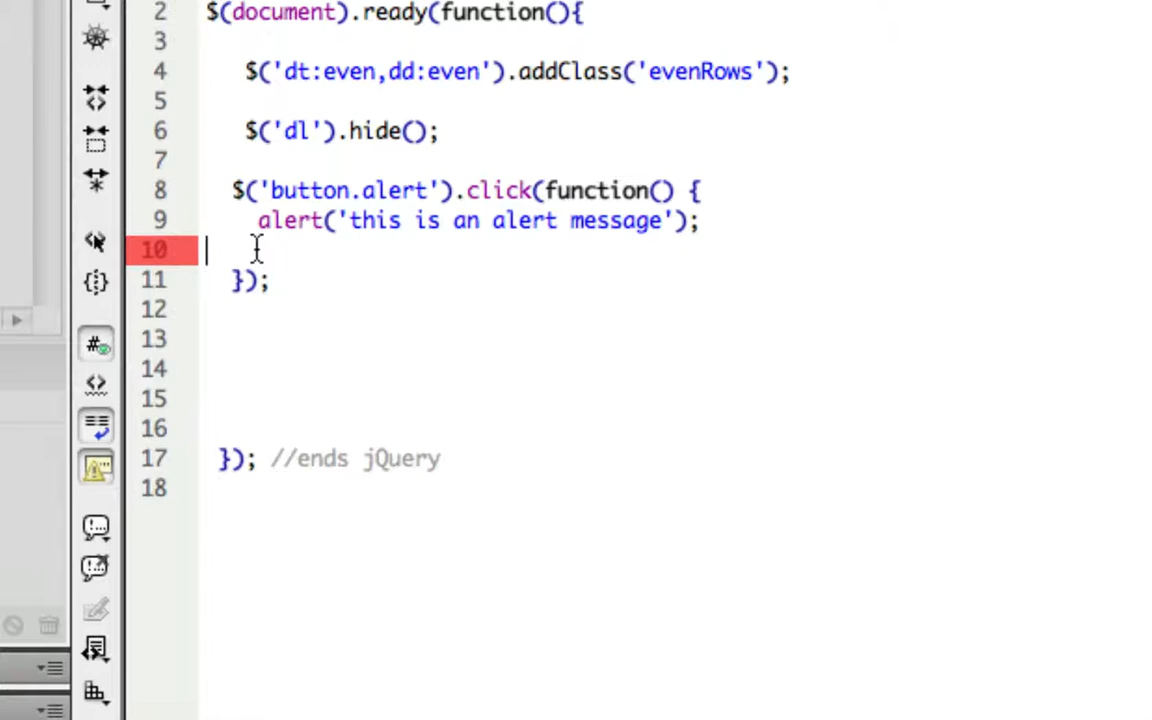 2 $(document).ready(function(){
3
4 $('dt:even,dd:even').addClass('evenRows');
5
6 $('dl').hide();
7
8 $('button.alert').click(function() {
9 alert('this is an alert message');
10
11 });
12
13
14
15
16
17 }); //ends jQuery
18